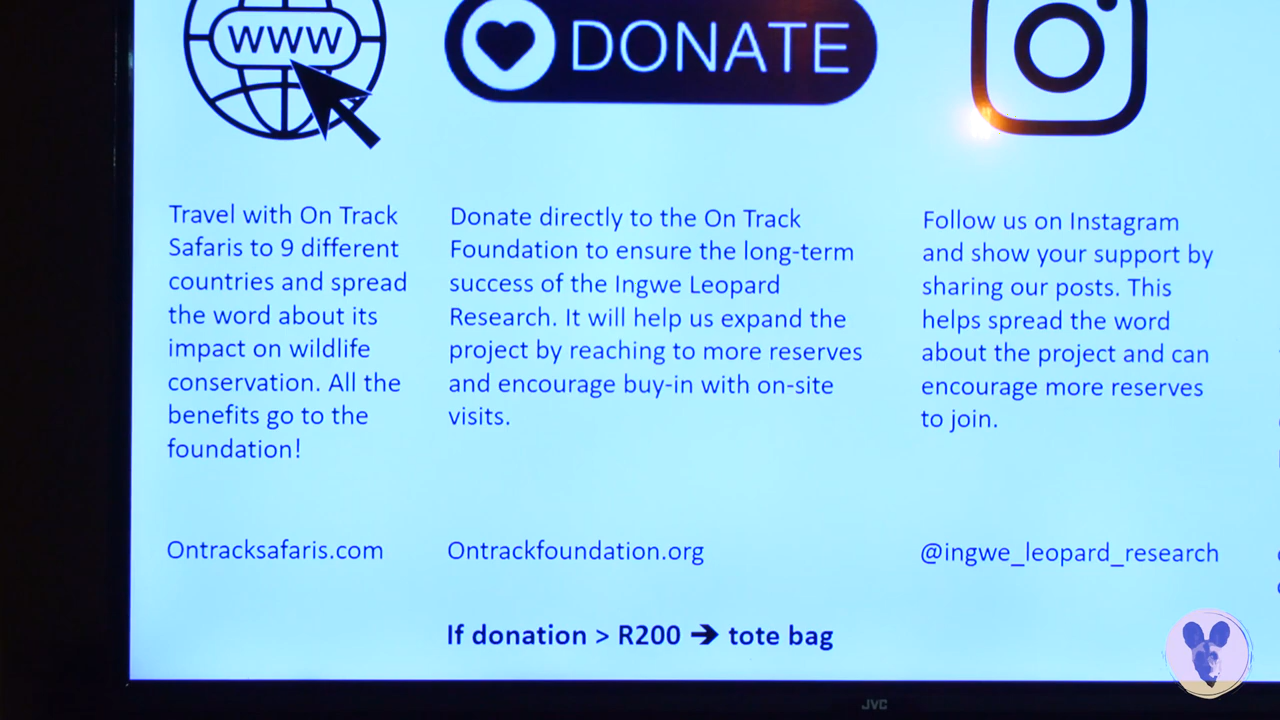 WWW
DONATE
Travel with On Track
Safaris to 9 different
countries and spread
the word about its
impact on wildlife
conservation. All the
benefits go to the
foundation!
Ontracksafaris.com
Donate directly to the On Track
Foundation to ensure the long-term
success of the Ingwe Leopard
Research. It will help us expand the
project by reaching to more reserves
and encourage buy-in with on-site
visits.
Ontrackfoundation.org
If donation > R200 → tote bag
Follow us on Instagram
and show your support by
sharing our posts. This
helps spread the word
about the project and can
encourage more reserves
to join.
@ingwe_leopard_research
JVC